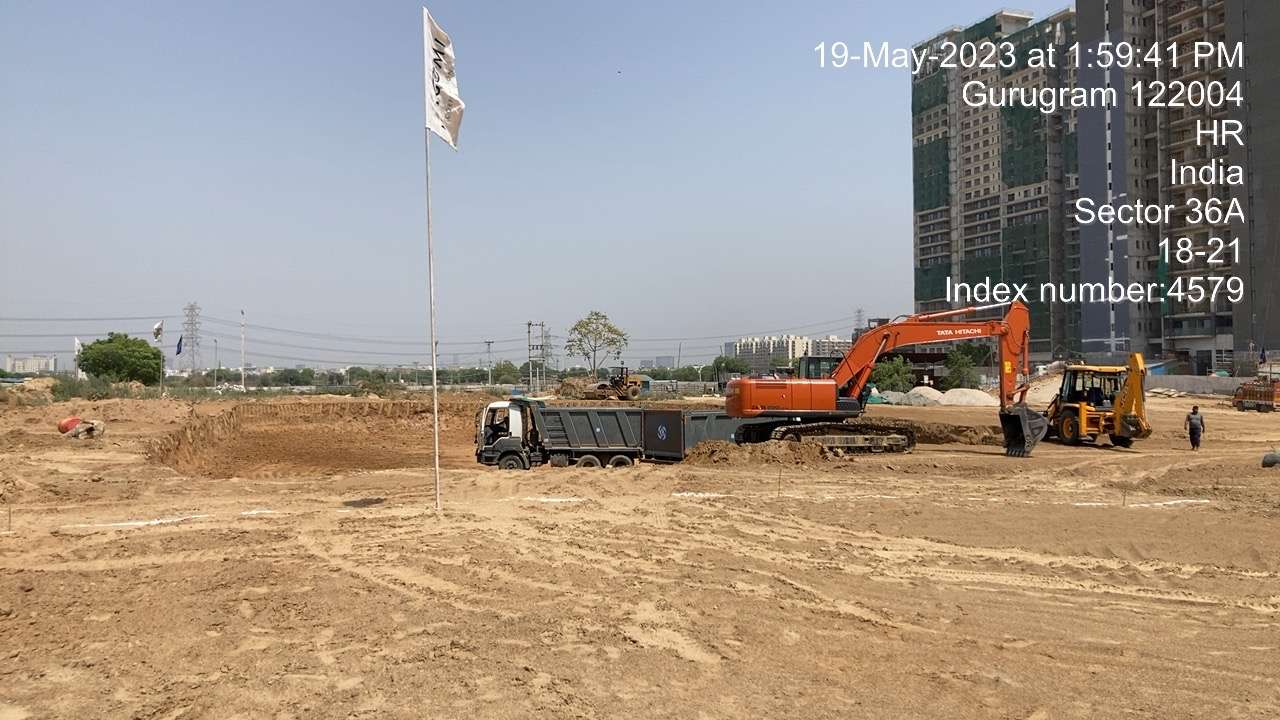 19-May-2023 at 1:59:41 PM
Gurugram 122004
HR
India
Sector 36A
18-21
Index number:4579
TATA HITACHI